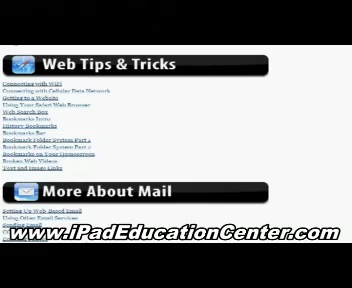 Web Tips & Tricks
Connecting with WiFi
Connecting with Cellular Data Network
Getting to a Website
Using Your Safari Web Browser
Web Search Box
Bookmarks Intro
History Bookmarks
Bookmarks Bar
Bookmark Folder System Part 1
Bookmark Folder System Part 2
Bookmarks on Your Homescreen
Broken Web Videos
Text and Image Links
More About Mail
Setting Up Web-Based Email
Using Other Email Services
Sending Email
www.iPadEducationCenter.com